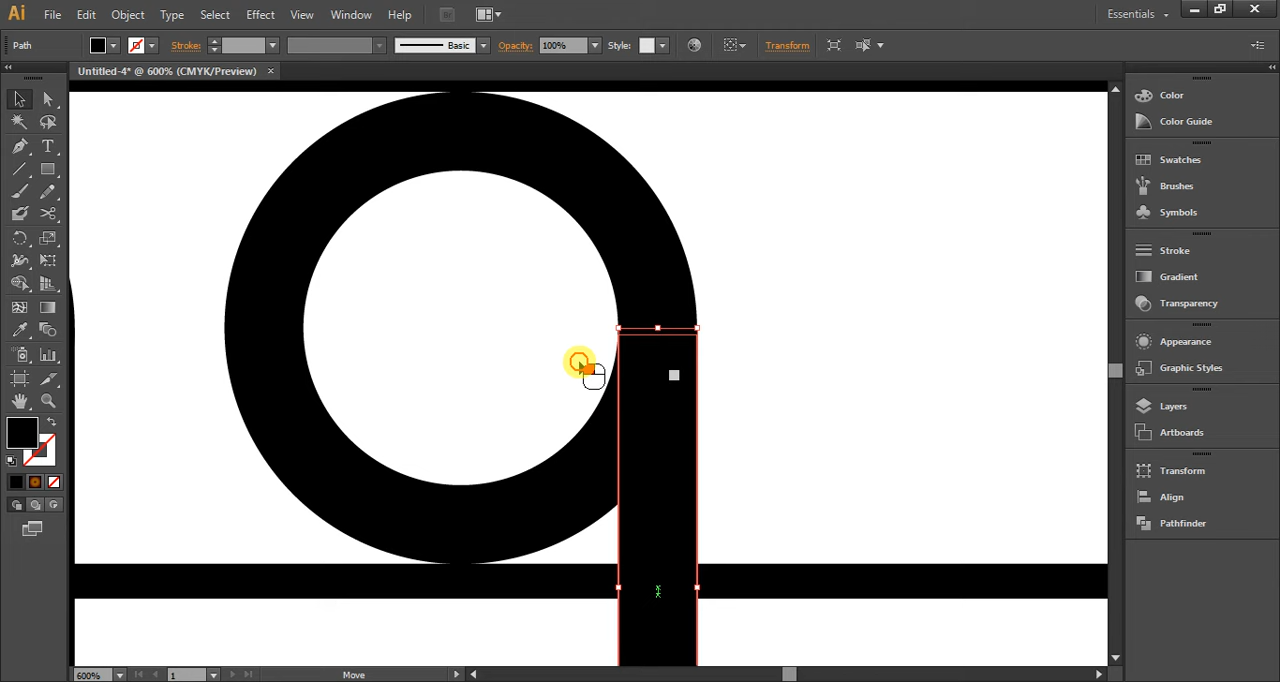 Ai File Edit Object Type Select Effect View Window Help Br Essentials
Path Stroke: Basic Opacity: 100% Style: Transform
Untitled-4* @ 600% (CMYK/Preview) ×
Color
Color Guide
Swatches
Brushes
Symbols
Stroke
Gradient
Transparency
Appearance
Graphic Styles
Layers
Artboards
Transform
Align
Pathfinder
600% 1 Move